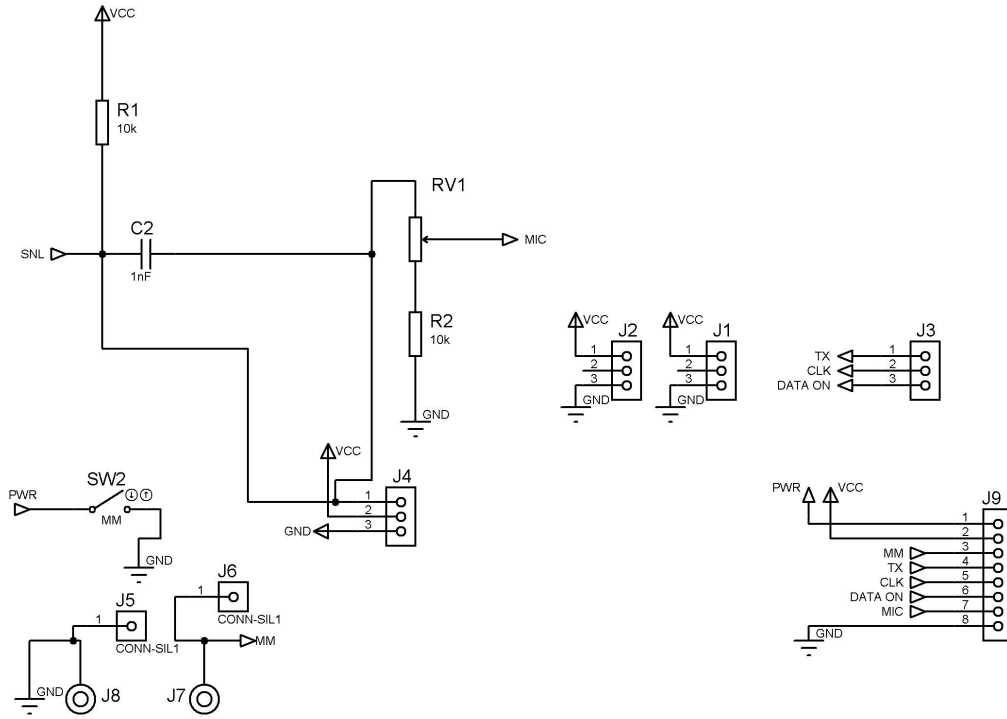 VCC
R1
10k
RV1
C2
SNL
MIC
1nF
R2
10k
GND
VCC
J2
1
2
3
GND
VCC
J1
1
2
3
GND
J3
TX
1
CLK
2
DATA ON
3
VCC
J4
1
2
GND
3
SW2
PWR
MM
GND
PWR
VCC
J9
1
2
MM
3
TX
4
CLK
5
DATA ON
6
MIC
7
8
GND
J6
1
CONN-SIL1
J5
1
CONN-SIL1
MM
GND
J8
J7